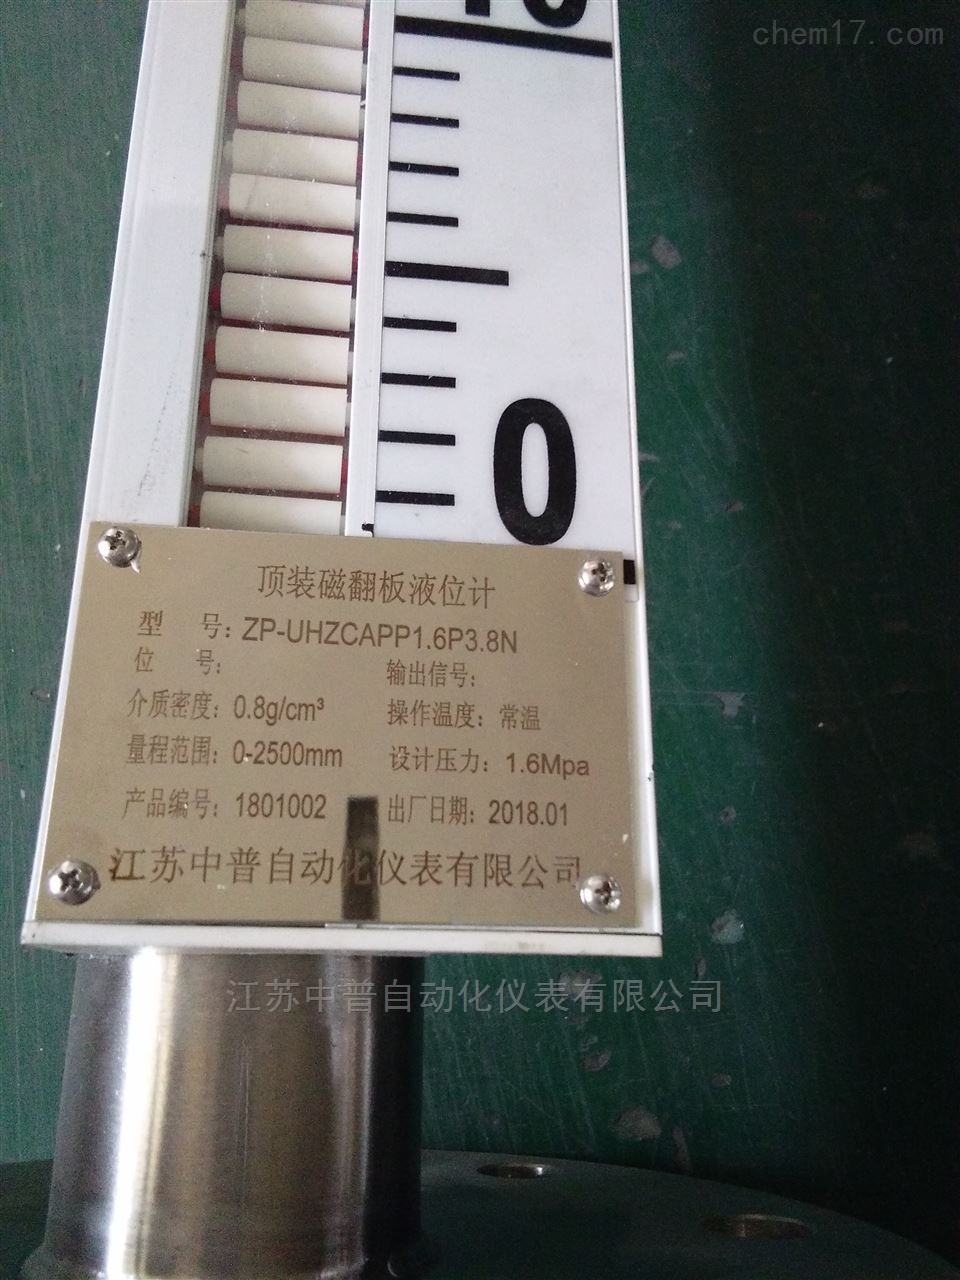 chem17.com
10
0
顶装磁翻板液位计
型 号: ZP-UHZCAPP1.6P3.8N
位 号: 输出信号:
介质密度: 0.8g/cm³ 操作温度: 常温
量程范围: 0-2500mm 设计压力: 1.6Mpa
产品编号: 1801002 出厂日期: 2018.01
江苏中普自动化仪表有限公司
江苏中普自动化仪表有限公司